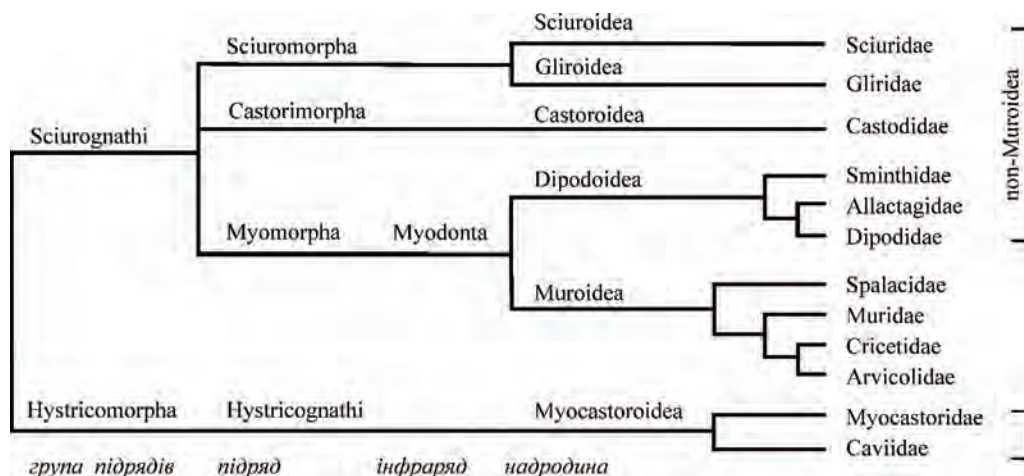 Sciuroidea
Sciuromorpha
Sciuridae
Gliroidea
Gliridae
Castorimorpha
Castoroidea
Castodidae
Sciurognathi
non-Muroidea
Dipodoidea
Sminthidae
Allactagidae
Dipodidae
Myomorpha
Myodonta
Spalacidae
Muroidea
Muridae
Cricetidae
Arvicolidae
Hystricomorpha
Hystricognathi
Myocastoroidea
Myocastoridae
Caviidae
група підрядів підряд інфраряд надродина